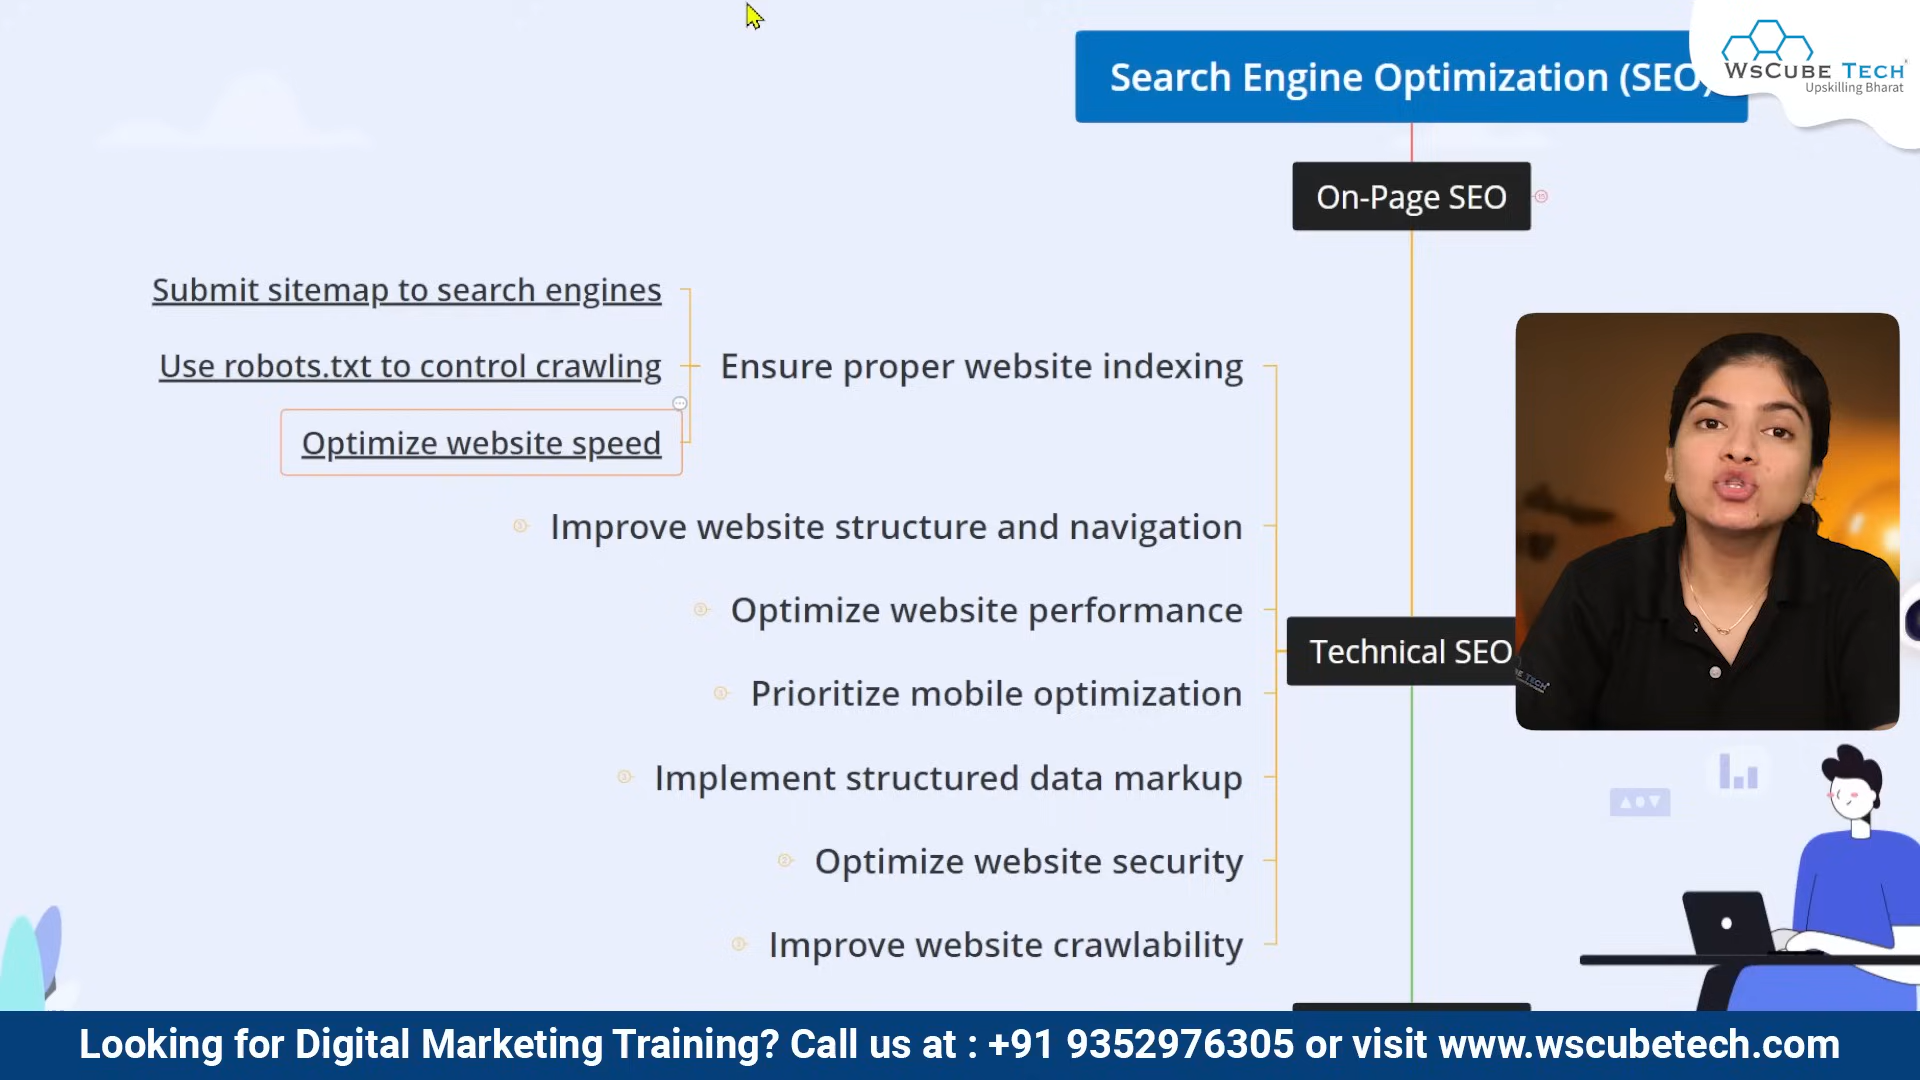 Search Engine Optimization (SEO)
WsCube Tech
Upskilling Bharat
On-Page SEO
Submit sitemap to search engines
Use robots.txt to control crawling
Ensure proper website indexing
Optimize website speed
Improve website structure and navigation
Optimize website performance
Technical SEO
Prioritize mobile optimization
Implement structured data markup
Optimize website security
Improve website crawlability
Looking for Digital Marketing Training? Call us at : +91 9352976305 or visit www.wscubetech.com